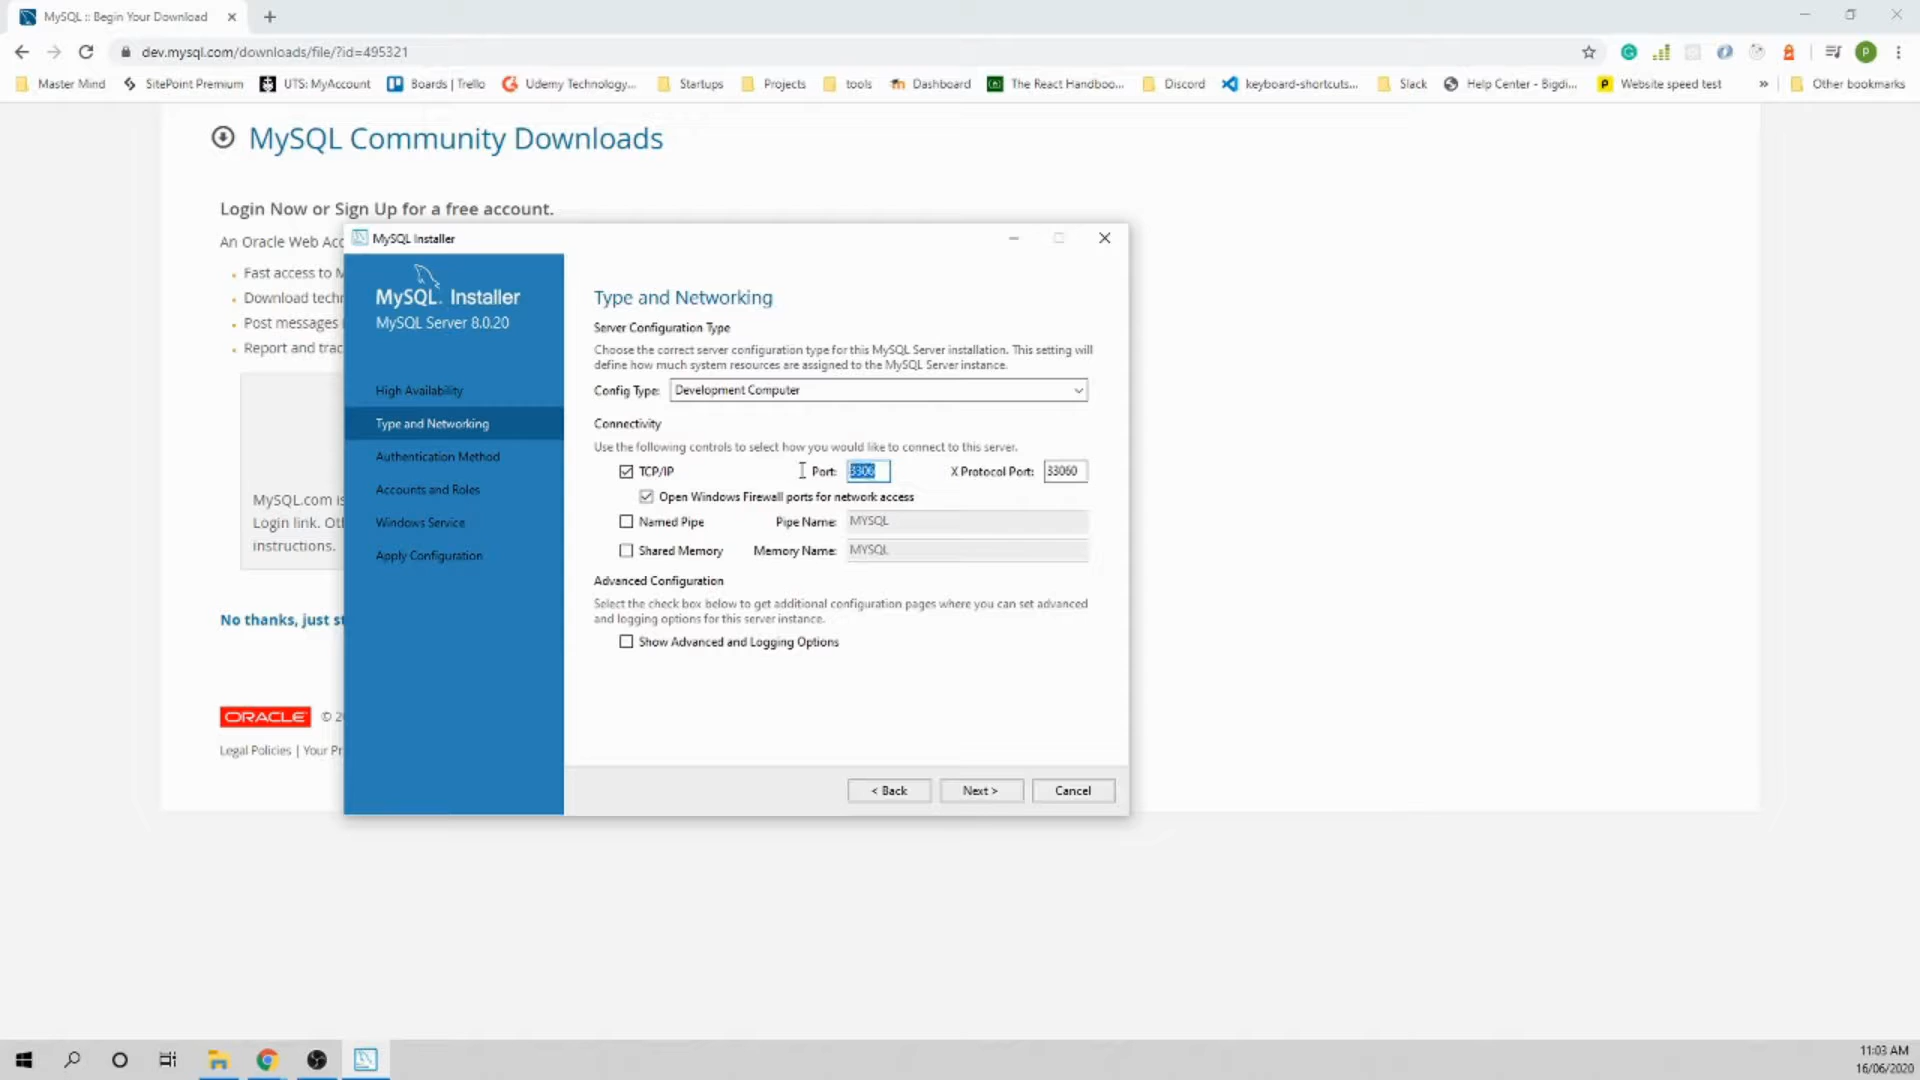 MySQL :: Begin Your Download
dev.mysql.com/downloads/file/?id=495321
P
Master Mind
SitePoint Premium
UTS: MyAccount
Boards | Trello
Udemy Technology...
Startups
Projects
tools
Dashboard
The React Handboo...
Discord
keyboard-shortcuts...
Slack
Help Center - Bigdi...
Website speed test
»
Other bookmarks
MySQL Community Downloads
Login Now or Sign Up for a free account.
An Oracle Web Acc
Fast access to M
Download techn
Post messages
Report and trac
MySQL.com is
Login link. Oth
instructions.
No thanks, just st
ORACLE © 20
Legal Policies | Your Pr
MySQL Installer
MySQL. Installer
MySQL Server 8.0.20
High Availability
Type and Networking
Authentication Method
Accounts and Roles
Windows Service
Apply Configuration
Type and Networking
Server Configuration Type
Choose the correct server configuration type for this MySQL Server installation. This setting will
define how much system resources are assigned to the MySQL Server instance.
Config Type: Development Computer
Connectivity
Use the following controls to select how you would like to connect to this server.
TCP/IP Port: 3306 X Protocol Port: 33060
Open Windows Firewall ports for network access
Named Pipe Pipe Name: MYSQL
Shared Memory Memory Name: MYSQL
Advanced Configuration
Select the check box below to get additional configuration pages where you can set advanced
and logging options for this server instance.
Show Advanced and Logging Options
< Back Next > Cancel
11:03 AM
16/06/2020